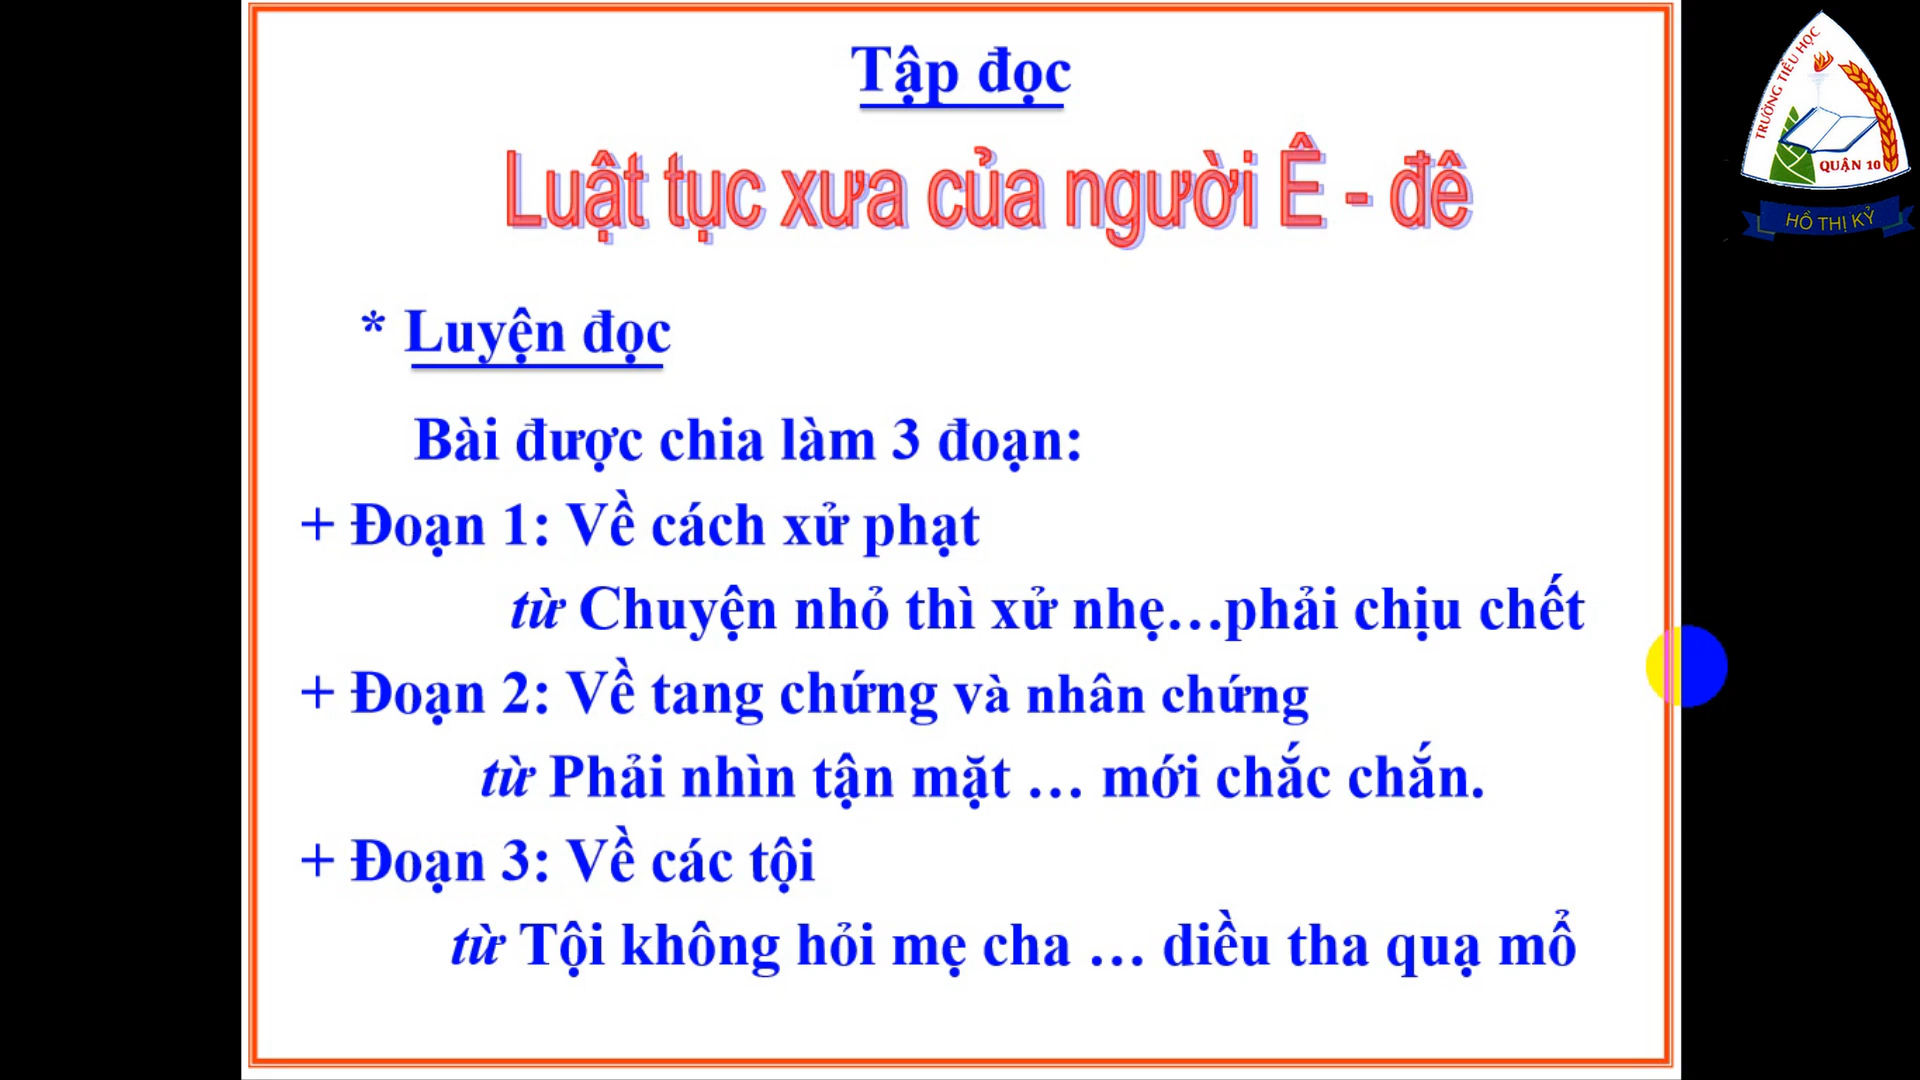 Tập đọc
Luật tục xưa của người Ê - đê
* Luyện đọc
Bài được chia làm 3 đoạn:
+ Đoạn 1: Về cách xử phạt
từ Chuyện nhỏ thì xử nhẹ…phải chịu chết
+ Đoạn 2: Về tang chứng và nhân chứng
từ Phải nhìn tận mặt … mới chắc chắn.
+ Đoạn 3: Về các tội
từ Tội không hỏi mẹ cha … diều tha quạ mổ
TRƯỜNG TIỂU HỌC
QUẬN 10
HỒ THỊ KỶ